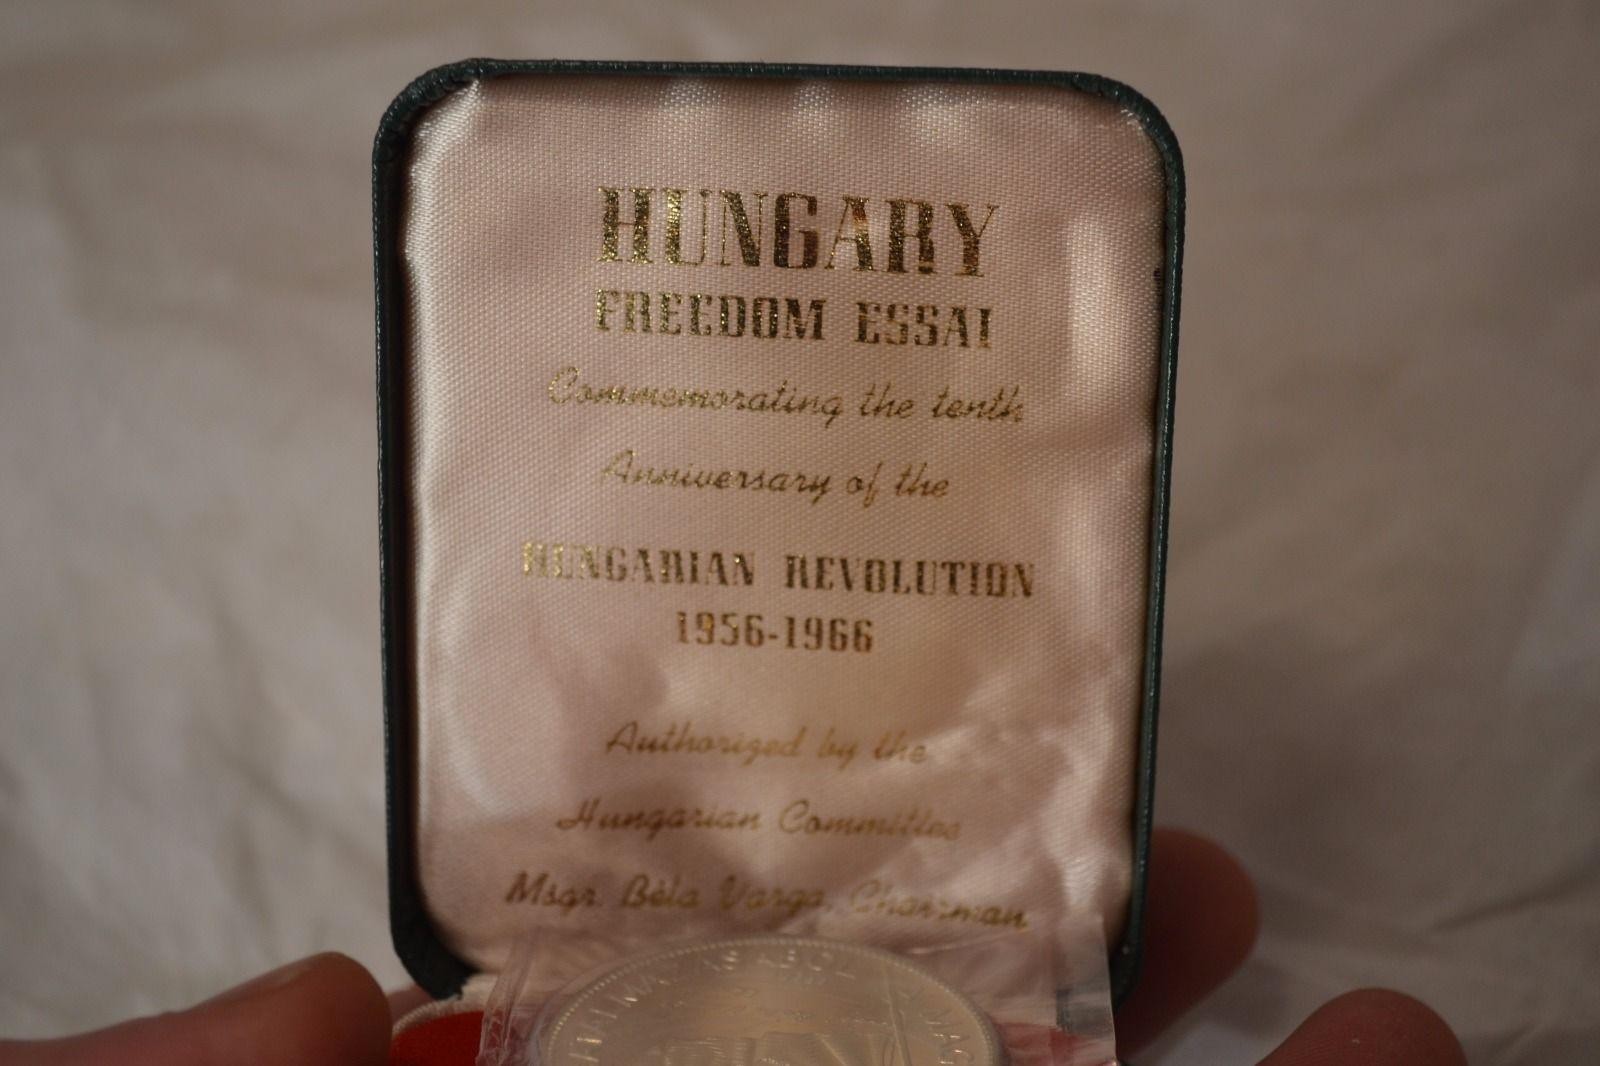 HUNGARY
FREEDOM ESSAI
Commemorating the tenth
Anniversary of the
HUNGARIAN REVOLUTION
1956-1966
Authorized by the
Hungarian Committee
Msgr. Béla Varga, Chairman